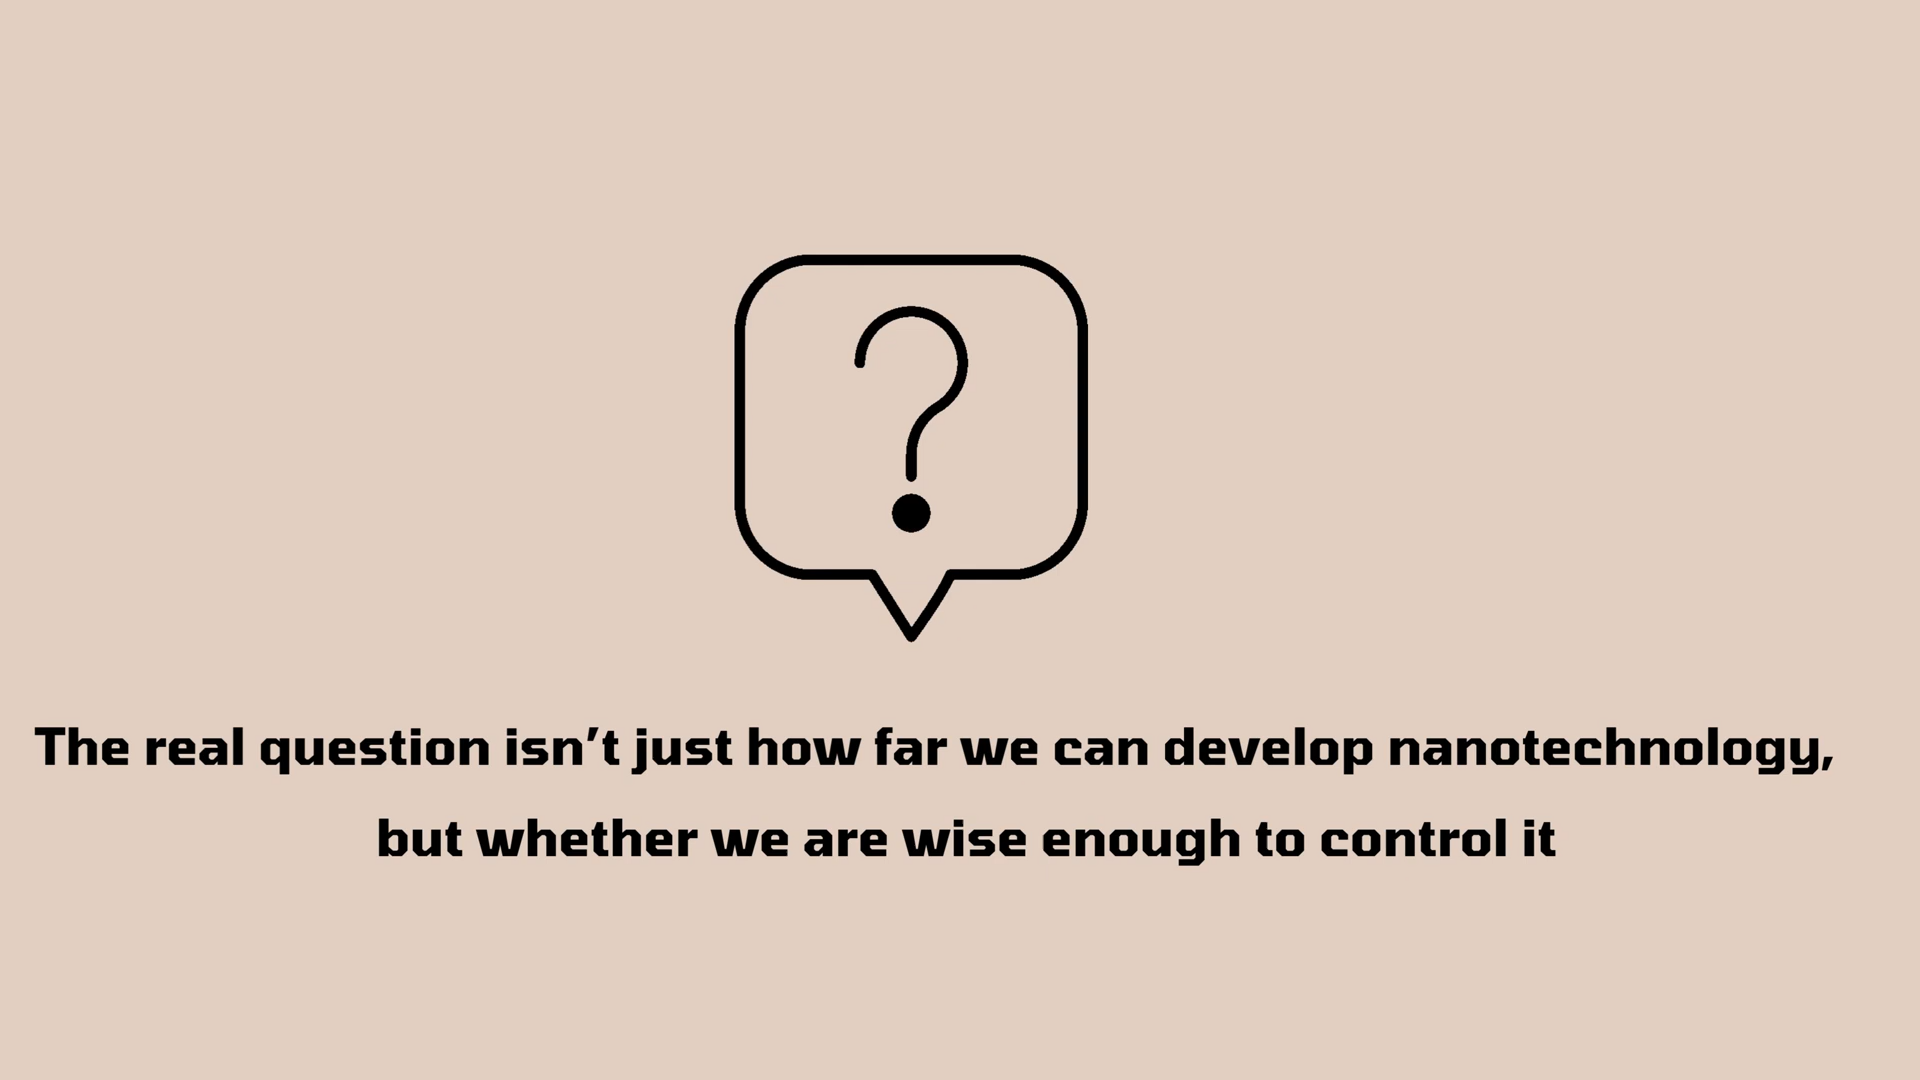 The real question isn’t just how far we can develop nanotechnology,
but whether we are wise enough to control it